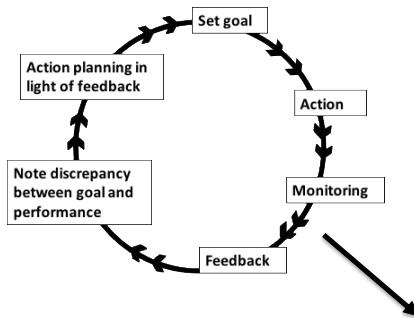 Set goal
Action
Monitoring
Feedback
Note discrepancy
between goal and
performance
Action planning in
light of feedback